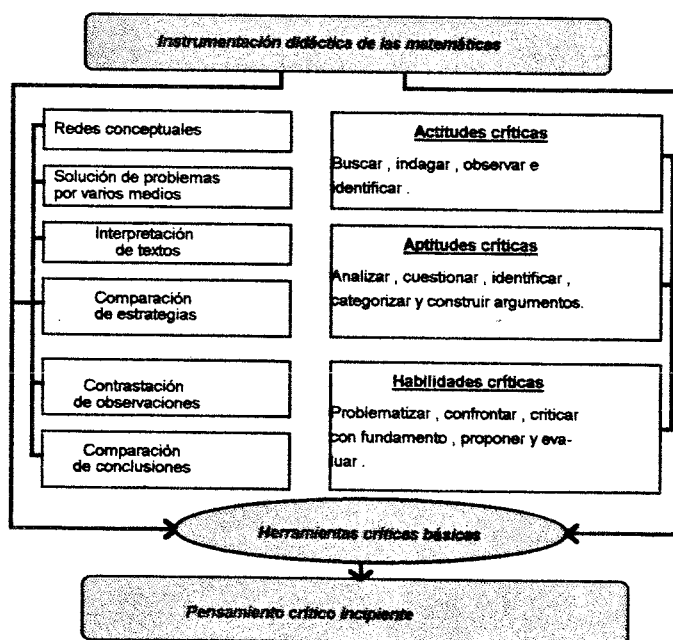 Instrumentación didáctica de las matemáticas
Redes conceptuales
Solución de problemas
por varios medios
Interpretación
de textos
Comparación
de estrategias
Contrastación
de observaciones
Comparación
de conclusiones
Actitudes críticas
Buscar , indagar , observar e
identificar .
Aptitudes críticas
Analizar , cuestionar , identificar ,
categorizar y construir argumentos.
Habilidades críticas
Problematizar , confrontar , criticar
con fundamento , proponer y eva-
luar .
Herramientas críticas básicas
Pensamiento crítico incipiente